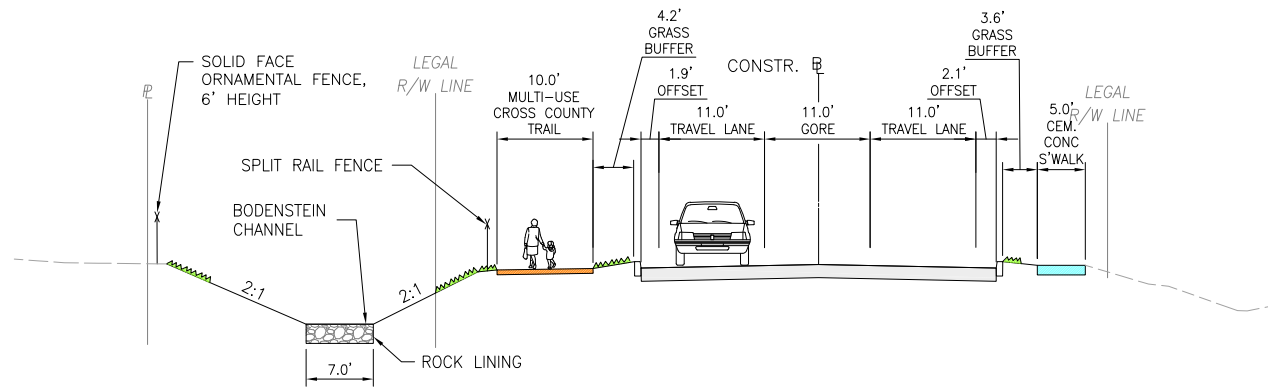 SOLID FACE
ORNAMENTAL FENCE,
6' HEIGHT
PL
LEGAL
R/W LINE
SPLIT RAIL FENCE
BODENSTEIN
CHANNEL
2:1
2:1
ROCK LINING
7.0'
10.0'
MULTI-USE
CROSS COUNTY
TRAIL
4.2'
GRASS
BUFFER
1.9'
OFFSET
11.0'
TRAVEL LANE
CONSTR. BL
11.0'
GORE
11.0'
TRAVEL LANE
2.1'
OFFSET
3.6'
GRASS
BUFFER
5.0'
CEM.
CONC
S'WALK
LEGAL
R/W LINE